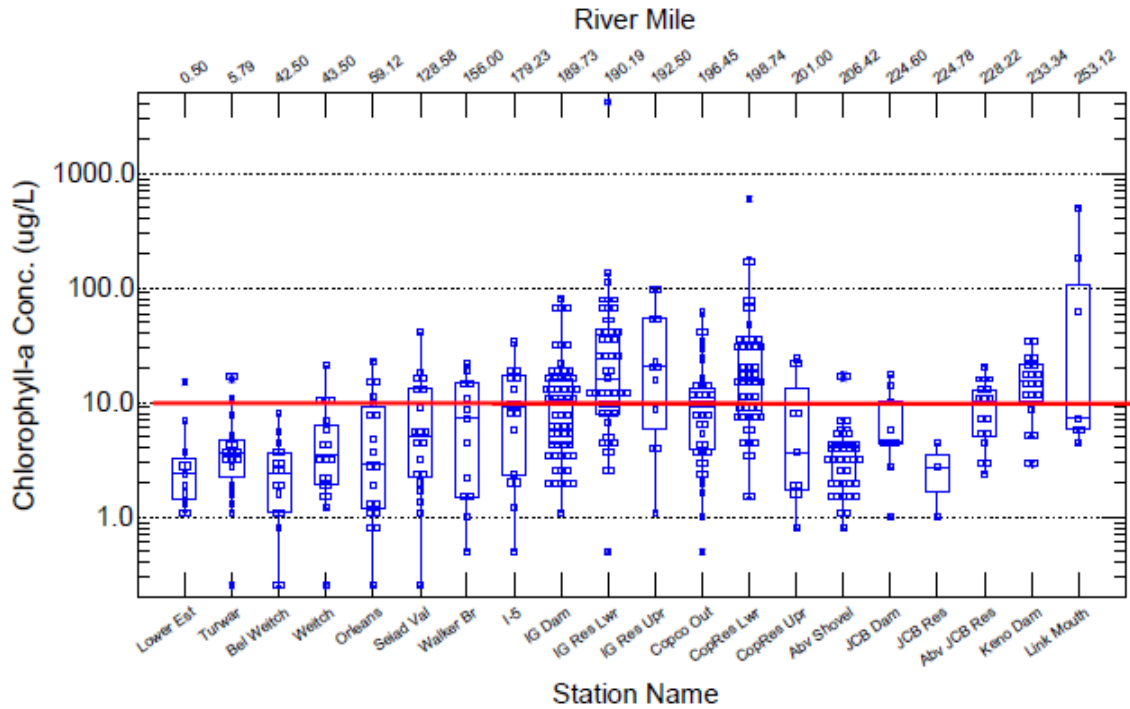 River Mile
0.50 5.79 42.50 43.50 59.12 128.58 156.00 179.23 189.73 190.19 192.50 196.45 198.74 201.00 206.42 224.60 224.78 228.22 233.34 253.12
Chlorophyll-a Conc. (ug/L)
1000.0
100.0
10.0
1.0
Lower Est Turwar Bel Weitch Weitch Orleans Seiad Val Walker Br I-5 IG Dam IG Res Lwr IG Res Upr Copco Out CopRes Lwr CopRes Upr Abv Shovel JCB Dam JCB Res Abv JCB Res Keno Dam Link Mouth
Station Name